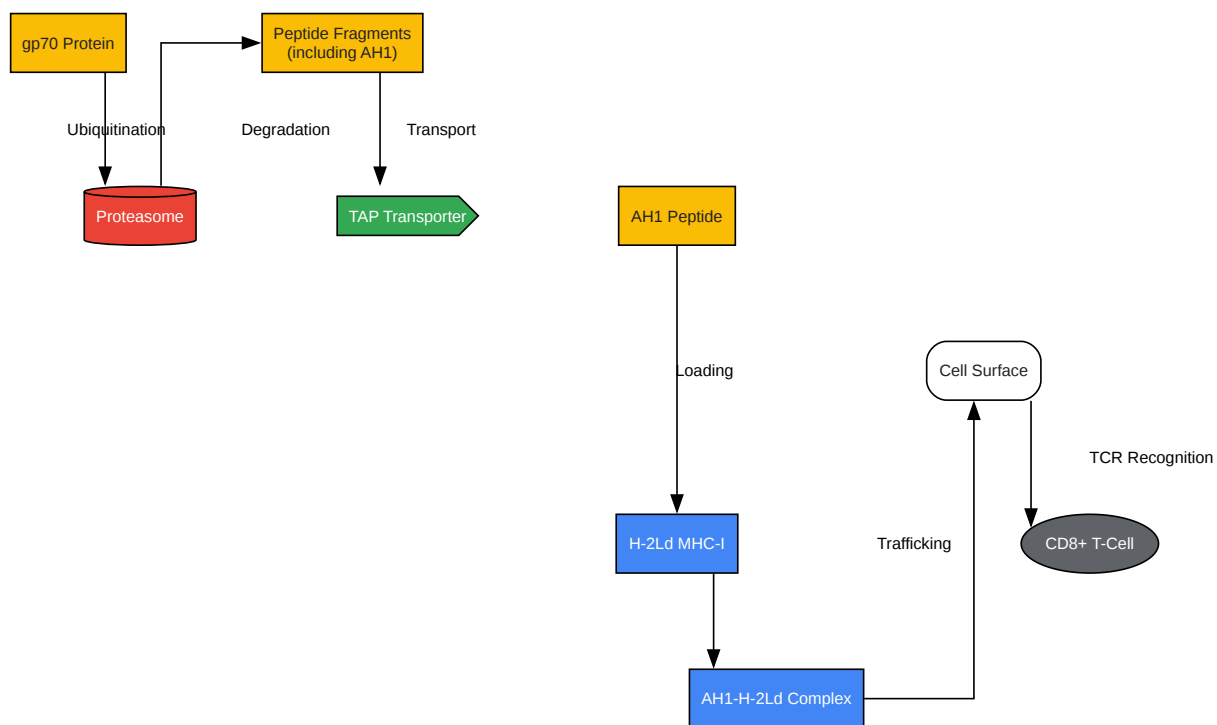 gp70 Protein
Peptide Fragments
(including AH1)
Ubiquitination
Degradation
Transport
Proteasome
TAP Transporter
AH1 Peptide
Loading
Cell Surface
TCR Recognition
H-2Ld MHC-I
Trafficking
CD8+ T-Cell
AH1-H-2Ld Complex